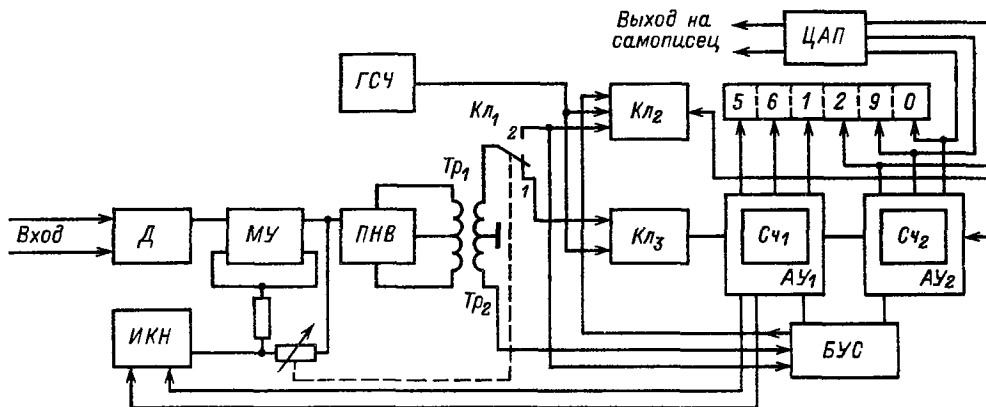 Выход на
самописец
ЦАП
ГСЧ
Кл₁
2
1
Кл₂
5 6 1 2 9 0
Тр₁
Вход
Д
МУ
ПНВ
Кл₃
Сч₁
АУ₁
Сч₂
АУ₂
Тр₂
ИКН
БУС